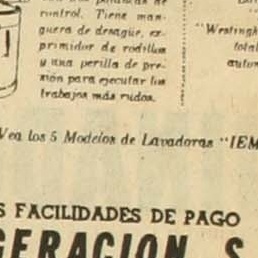 control. Tiene man-
guera de desagüe, ex-
primidor de rodillos
y una perilla de pre-
sión para ejecutar los
trabajos más rudos.
"Westingh
total
autom
Vea los 5 Modelos de Lavadoras "IEM
S FACILIDADES DE PAGO
GERACION S